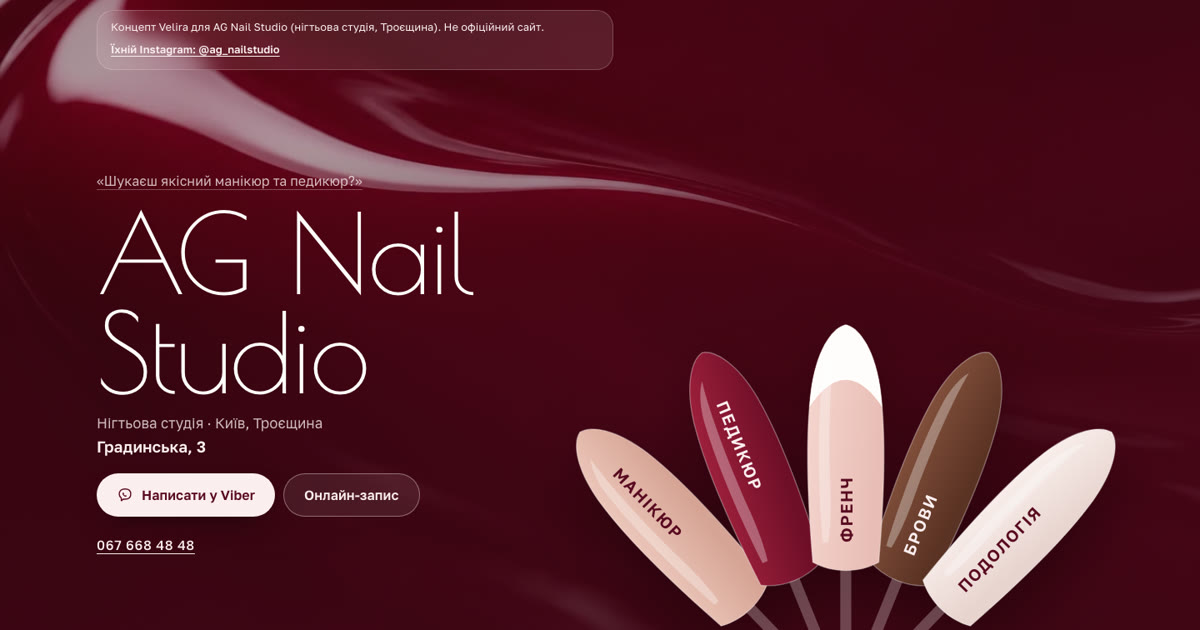 Концепт Velira для AG Nail Studio (нігтьова студія, Троєщина). Не офіційний сайт.
Їхній Instagram: @ag_nailstudio
«Шукаєш якісний манікюр та педикюр?»
AG Nail
Studio
Нігтьова студія · Київ, Троєщина
Градинська, 3
Написати у Viber
Онлайн-запис
067 668 48 48
МАНІКЮР
ПЕДИКЮР
ФРЕНЧ
БРОВИ
ПОДОЛОГІЯ